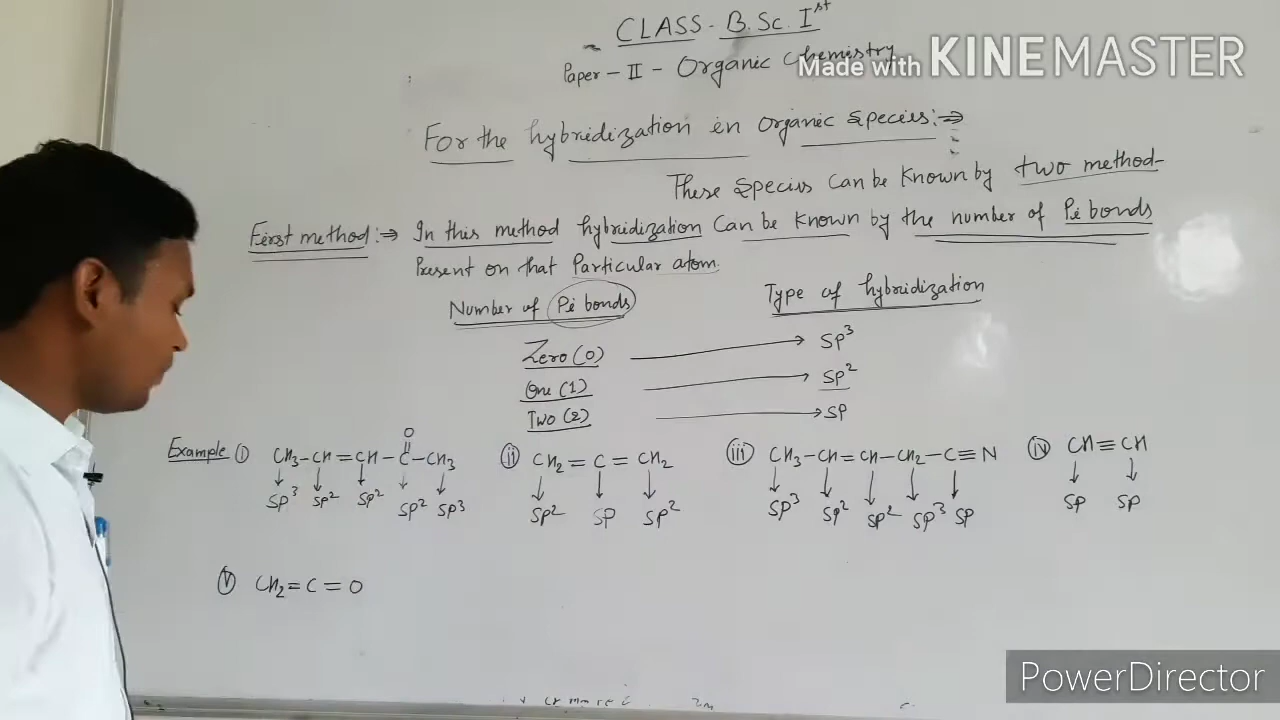 CLASS - B.Sc. Ist
Paper - II - Organic Chemistry
Made with KINEMASTER
For the hybridization in organic species:⇒
These species can be known by two method-
First method:⇒ In this method hybridization can be known by the number of Pi bonds
Present on that Particular atom.
Number of Pi bonds Type of hybridization
Zero (0) → SP³
One (1) → SP²
Two (2) → SP
O
||
Example (i) CH₃-CH=CH-C-CH₃ (ii) CH₂=C=CH₂ (iii) CH₃-CH=CH-CH₂-C≡N (iv) CH≡CH
↓ ↓ ↓ ↓ ↓ ↓ ↓ ↓ ↓ ↓ ↓ ↓ ↓ ↓ ↓
SP³ SP² SP² SP² SP³ SP² SP SP² SP³ SP² SP² SP³ SP SP SP
(V) CH₂=C=O
PowerDirector